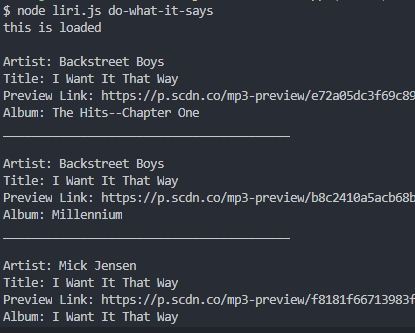 $ node liri.js do-what-it-says
this is loaded
Artist: Backstreet Boys
Title: I Want It That Way
Preview Link: https://p.scdn.co/mp3-preview/e72a05dc3f69c89
Album: The Hits--Chapter One
_________________________________________
Artist: Backstreet Boys
Title: I Want It That Way
Preview Link: https://p.scdn.co/mp3-preview/b8c2410a5acb68b
Album: Millennium
_________________________________________
Artist: Mick Jensen
Title: I Want It That Way
Preview Link: https://p.scdn.co/mp3-preview/f8181f66713983f
Album: I Want It That Way